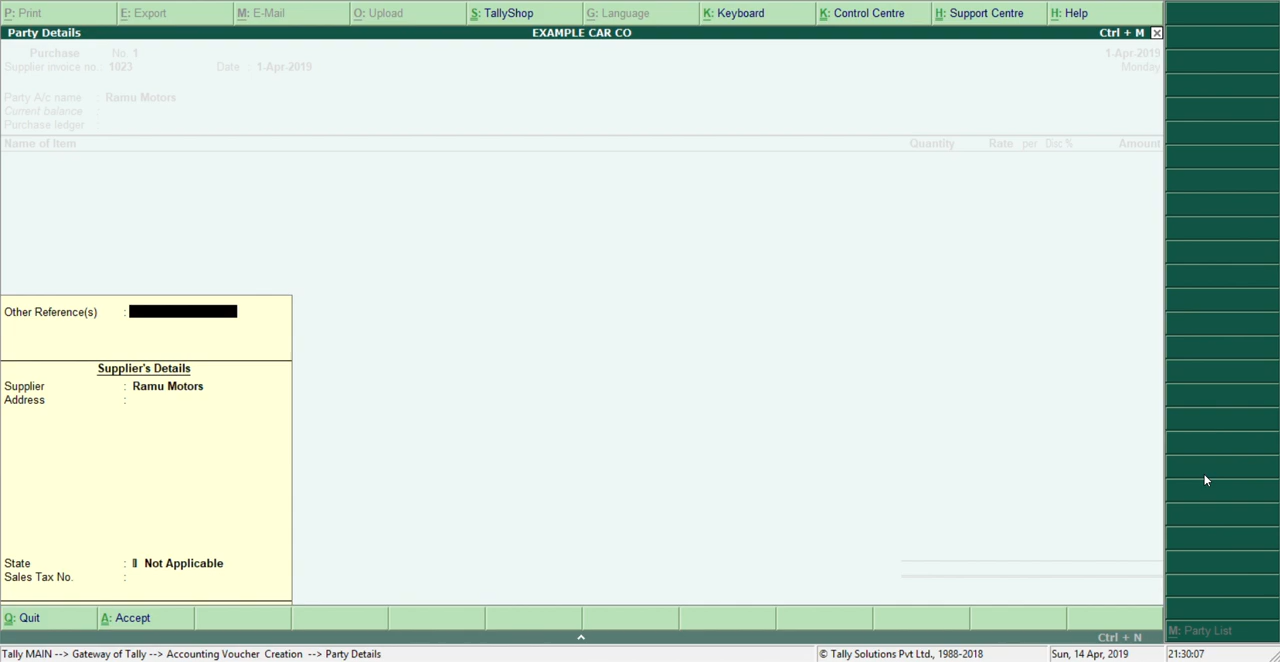 P: Print E: Export M: E-Mail O: Upload S: TallyShop G: Language K: Keyboard K: Control Centre H: Support Centre H: Help
Party Details EXAMPLE CAR CO Ctrl + M
Purchase No. 1 1-Apr-2019
Supplier invoice no.: 1023 Date : 1-Apr-2019 Monday
Party A/c name : Ramu Motors
Current balance :
Purchase ledger :
Name of Item Quantity Rate per Disc % Amount
Other Reference(s) :
Supplier's Details
Supplier : Ramu Motors
Address :
State : Not Applicable
Sales Tax No. :
Q: Quit A: Accept
M: Party List
Ctrl + N
Tally MAIN --> Gateway of Tally --> Accounting Voucher Creation --> Party Details © Tally Solutions Pvt Ltd., 1988-2018 Sun, 14 Apr, 2019 21:30:07